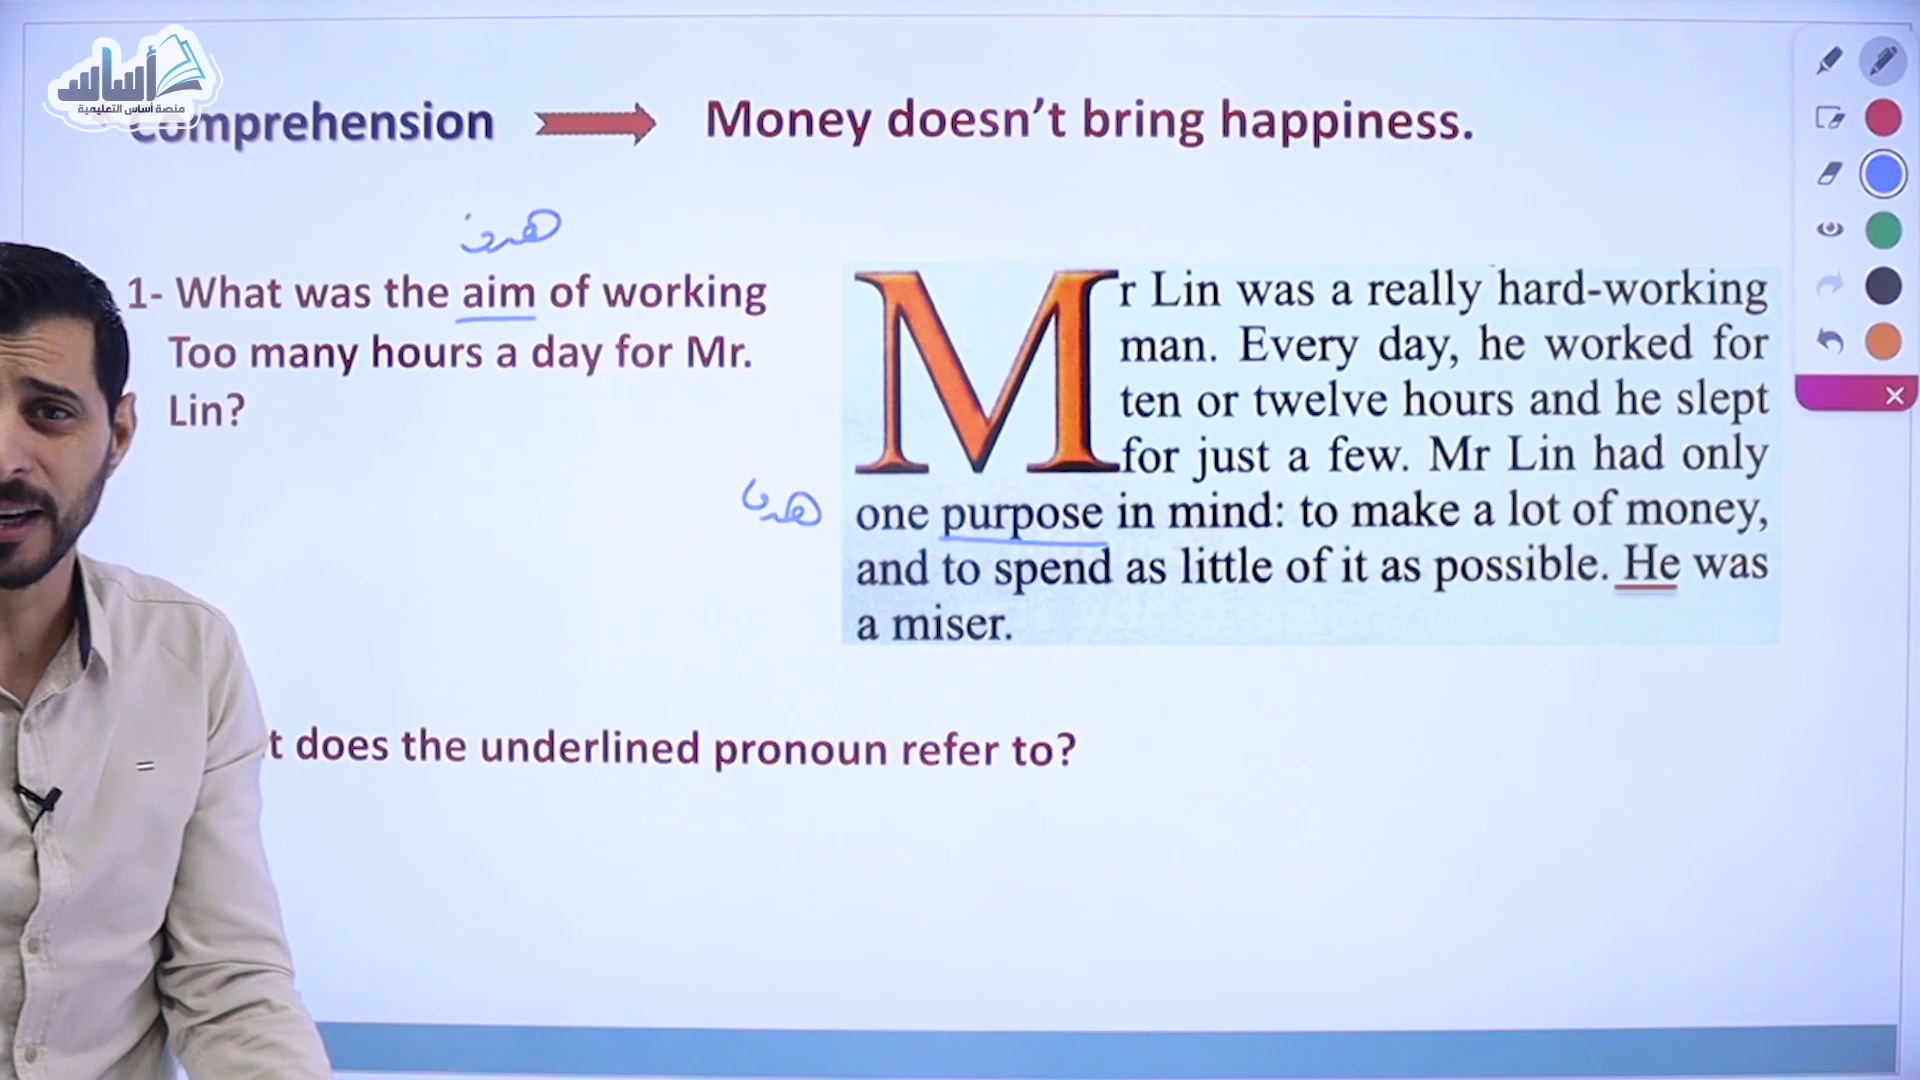 أساس
منصة أساس التعليمية
Comprehension
Money doesn't bring happiness.
هدف
1- What was the aim of working
Too many hours a day for Mr.
Lin?
Mr Lin was a really hard-working
man. Every day, he worked for
ten or twelve hours and he slept
for just a few. Mr Lin had only
هدف
one purpose in mind: to make a lot of money,
and to spend as little of it as possible. He was
a miser.
does the underlined pronoun refer to?